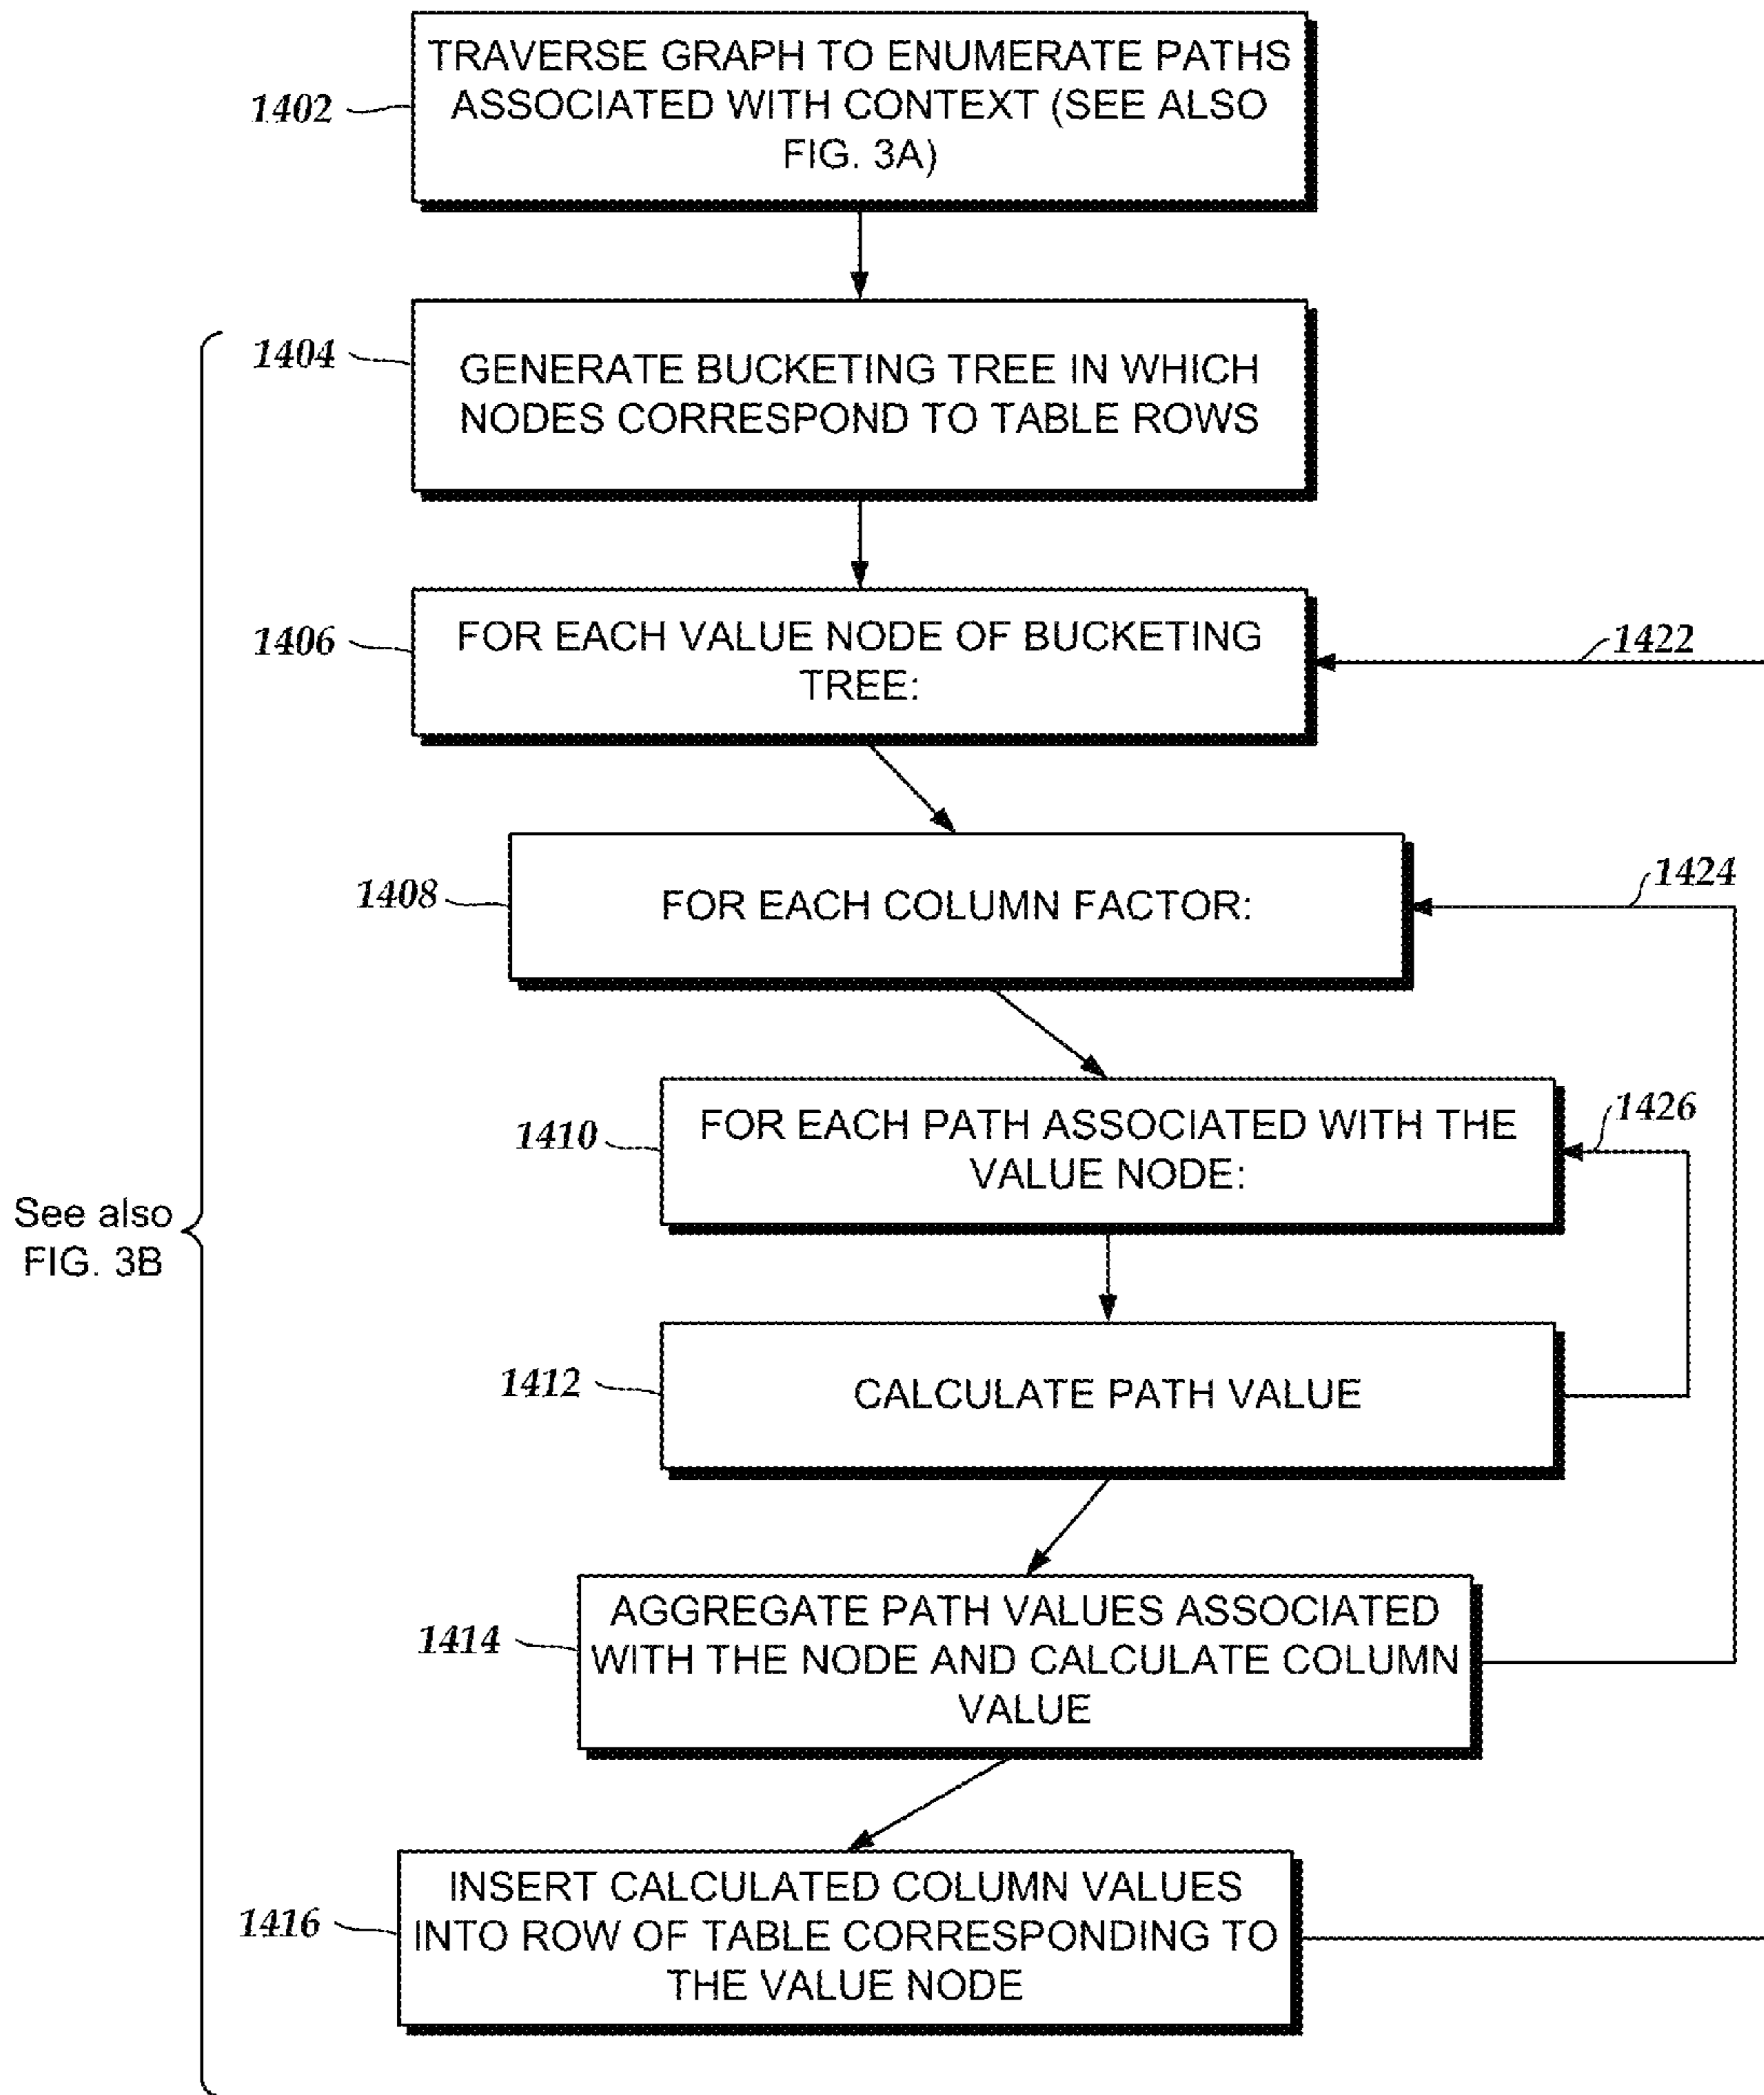 TRAVERSE GRAPH TO ENUMERATE PATHS
ASSOCIATED WITH CONTEXT (SEE ALSO
FIG. 3A)
1402
GENERATE BUCKETING TREE IN WHICH
NODES CORRESPOND TO TABLE ROWS
1404
FOR EACH VALUE NODE OF BUCKETING
TREE:
1406
1422
FOR EACH COLUMN FACTOR:
1408
1424
FOR EACH PATH ASSOCIATED WITH THE
VALUE NODE:
1410
1426
See also
FIG. 3B
CALCULATE PATH VALUE
1412
AGGREGATE PATH VALUES ASSOCIATED
WITH THE NODE AND CALCULATE COLUMN
VALUE
1414
INSERT CALCULATED COLUMN VALUES
INTO ROW OF TABLE CORRESPONDING TO
THE VALUE NODE
1416